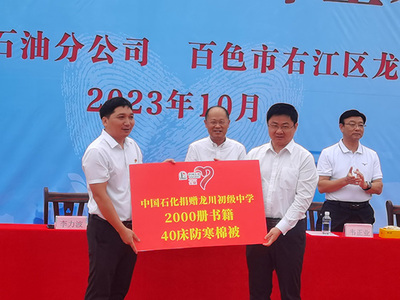 石油分公司 百色市右江区龙
2023年10月
中国石化捐赠龙川初级中学
2000册书籍
40床防寒棉被